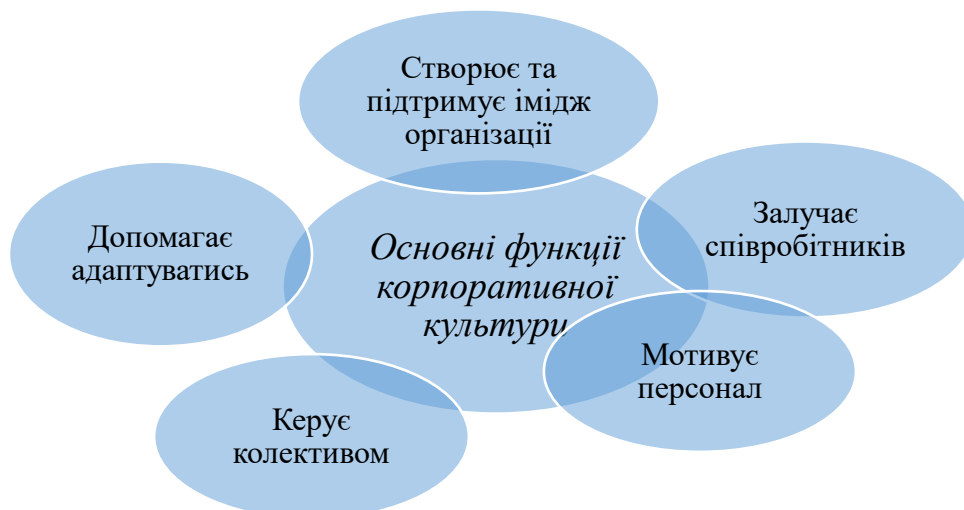 Створює та
підтримує імідж
організації
Залучає
співробітників
Мотивує
персонал
Керує
колективом
Допомагає
адаптуватись
Основні функції
корпоративної
культури